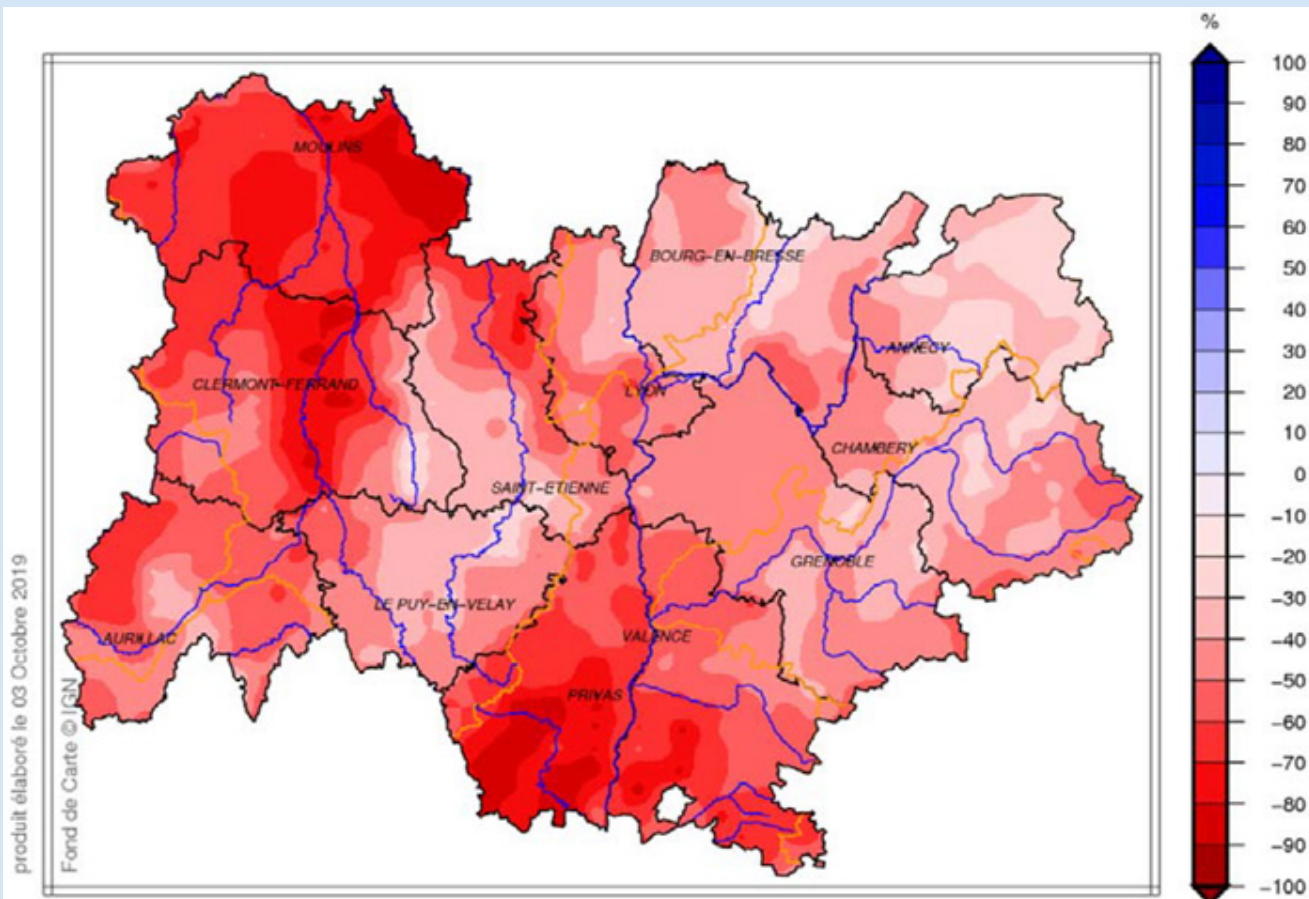 %
100
90
80
70
60
50
40
30
20
10
0
-10
-20
-30
-40
-50
-60
-70
-80
-90
-100
MOULINS
BOURG-EN-BRESSE
ANNECY
CLERMONT-FERRAND
LYON
CHAMBERY
SAINT-ETIENNE
GRENOBLE
LE PUY-EN-VELAY
AURILLAC
VALENCE
PRIVAS
produit élaboré le 03 Octobre 2019
Fond de Carte © IGN